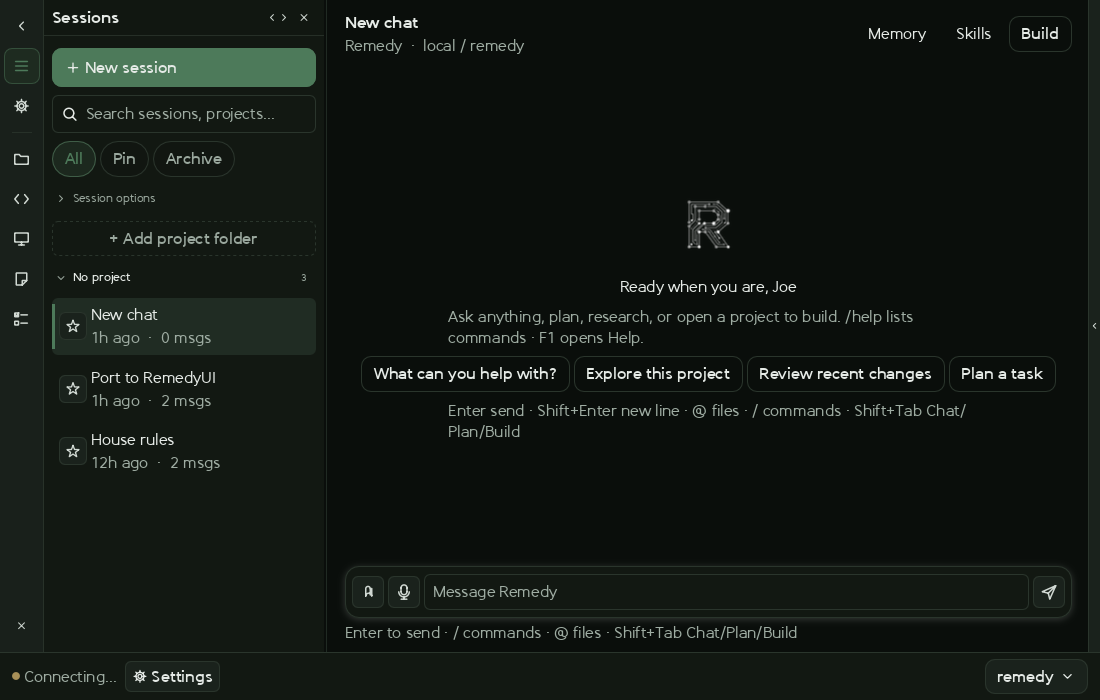 Sessions
+ New session
Search sessions, projects...
All
Pin
Archive
Session options
+ Add project folder
No project
3
New chat
1h ago · 0 msgs
Port to RemedyUI
1h ago · 2 msgs
House rules
12h ago · 2 msgs
New chat
Remedy · local / remedy
Memory
Skills
Build
R
Ready when you are, Joe
Ask anything, plan, research, or open a project to build. /help lists
commands · F1 opens Help.
What can you help with?
Explore this project
Review recent changes
Plan a task
Enter send · Shift+Enter new line · @ files · / commands · Shift+Tab Chat/
Plan/Build
Message Remedy
Enter to send · / commands · @ files · Shift+Tab Chat/Plan/Build
Connecting...
Settings
remedy